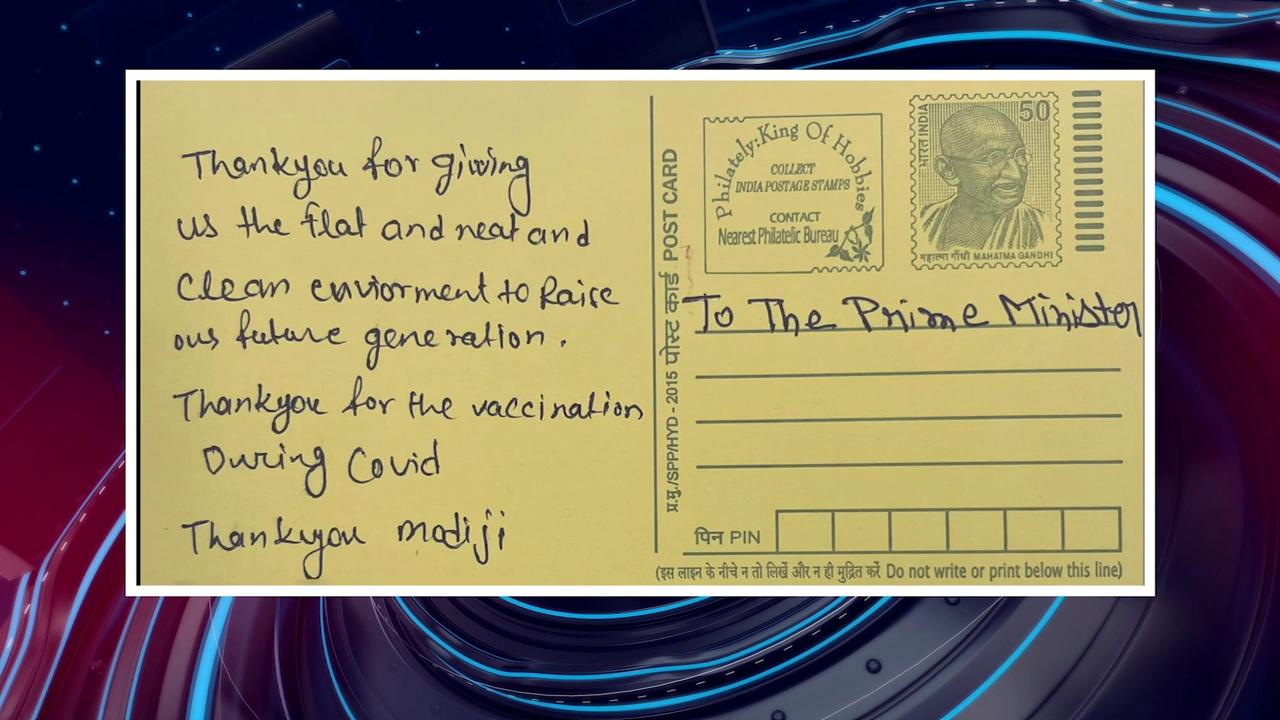 Thankyou for giving
us the flat and neat and
clean enviorment to Raise
our future generation.
Thankyou for the vaccination
During Covid
Thankyou modiji
प्र.मु./SPP/HYD - 2015 पोस्ट कार्ड POST CARD
Philately: King Of Hobbies
COLLECT
INDIA POSTAGE STAMPS
CONTACT
Nearest Philatelic Bureau
भारत INDIA
50
महात्मा गाँधी MAHATMA GANDHI
To The Prime Minister
पिन PIN
(इस लाइन के नीचे न तो लिखें और न ही मुद्रित करें Do not write or print below this line)